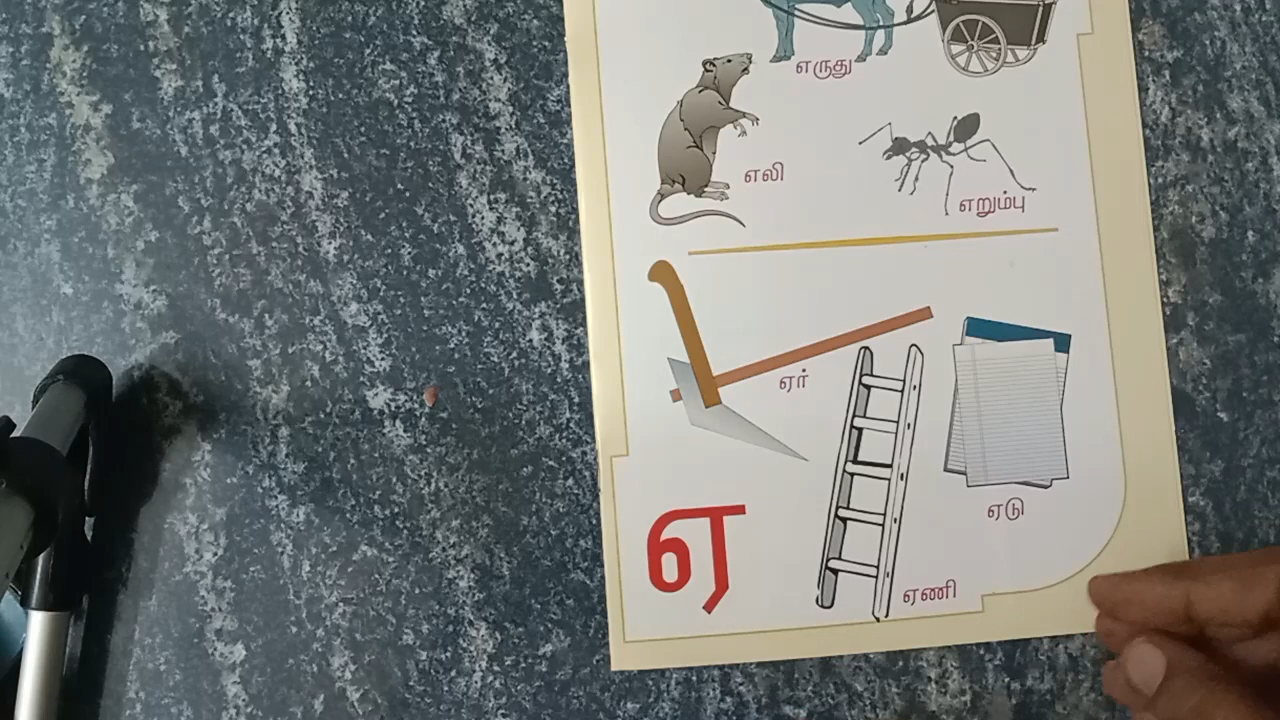 எருது
எலி
எறும்பு
ஏர்
ஏடு
ஏ
ஏணி